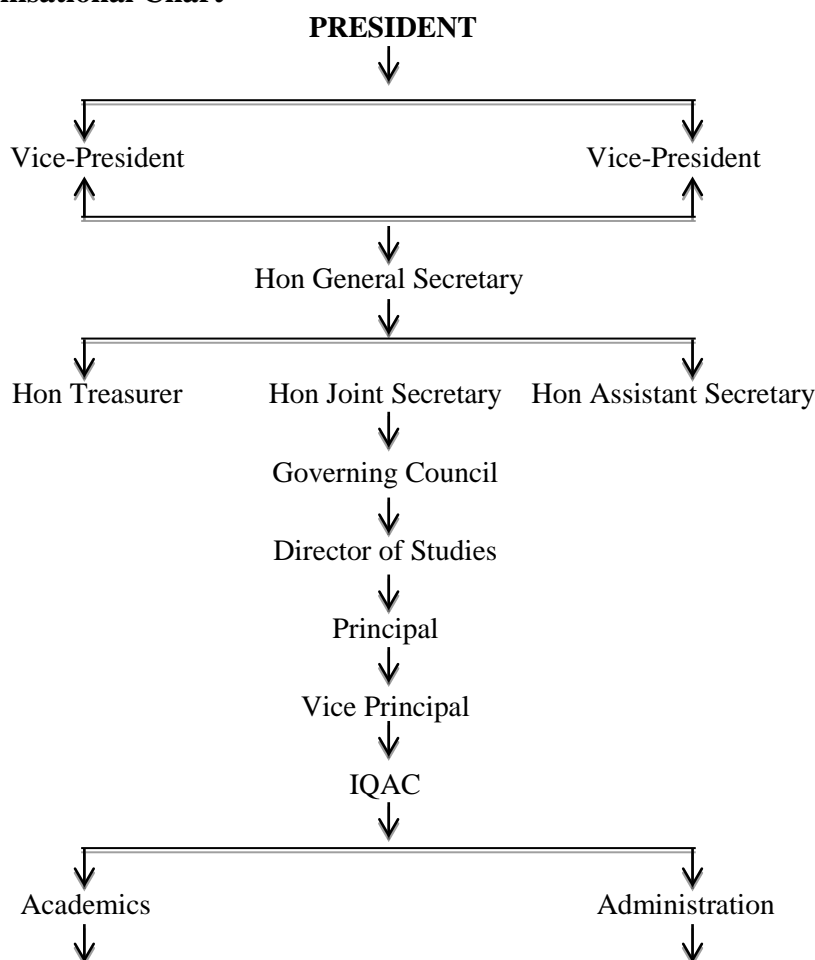 PRESIDENT
Vice-President Vice-President
Hon General Secretary
Hon Treasurer Hon Joint Secretary Hon Assistant Secretary
Governing Council
Director of Studies
Principal
Vice Principal
IQAC
Academics Administration